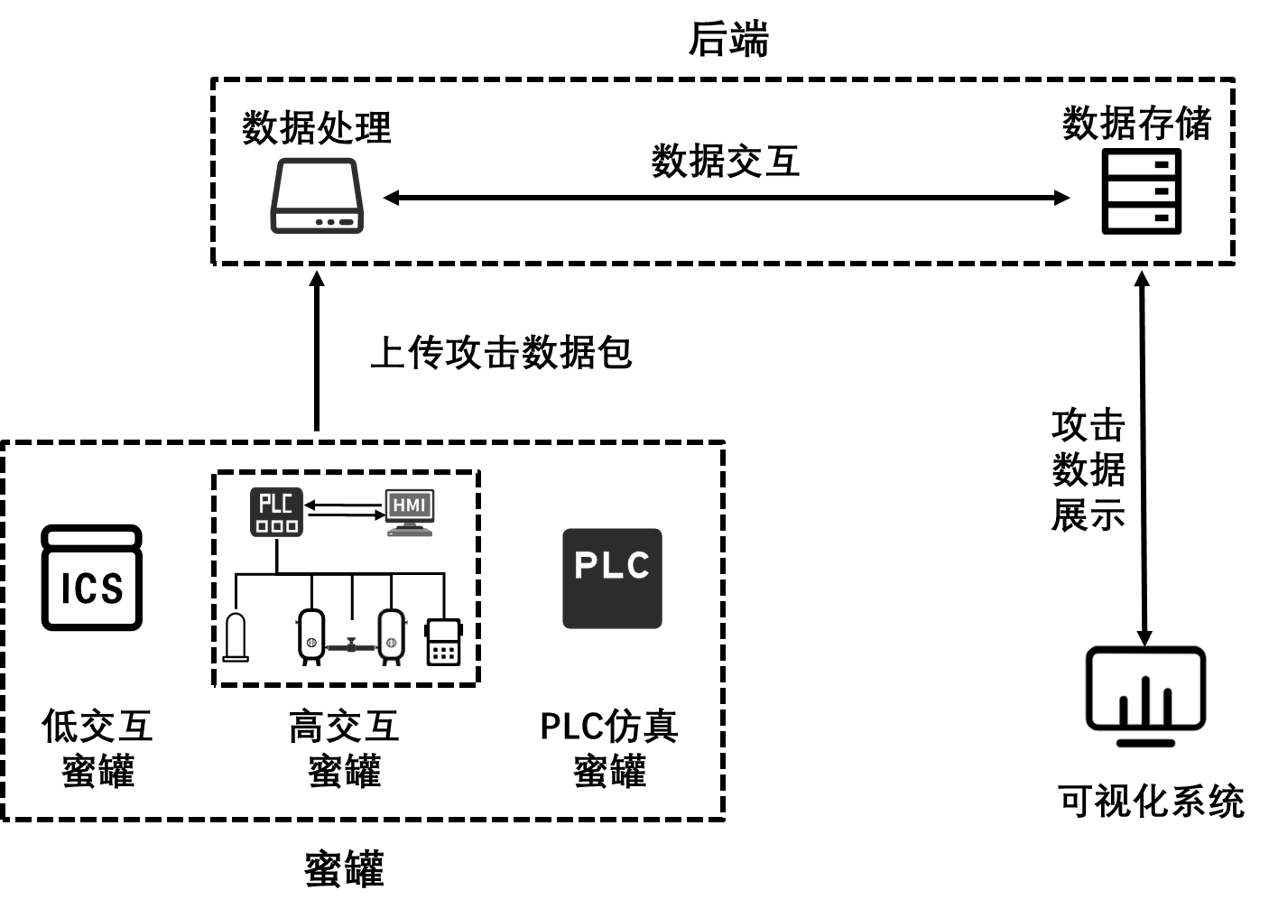 后端
数据处理
数据存储
数据交互
上传攻击数据包
攻击
数据
展示
PLC
HMI
ICS
PLC
低交互
蜜罐
高交互
蜜罐
PLC仿真
蜜罐
可视化系统
蜜罐